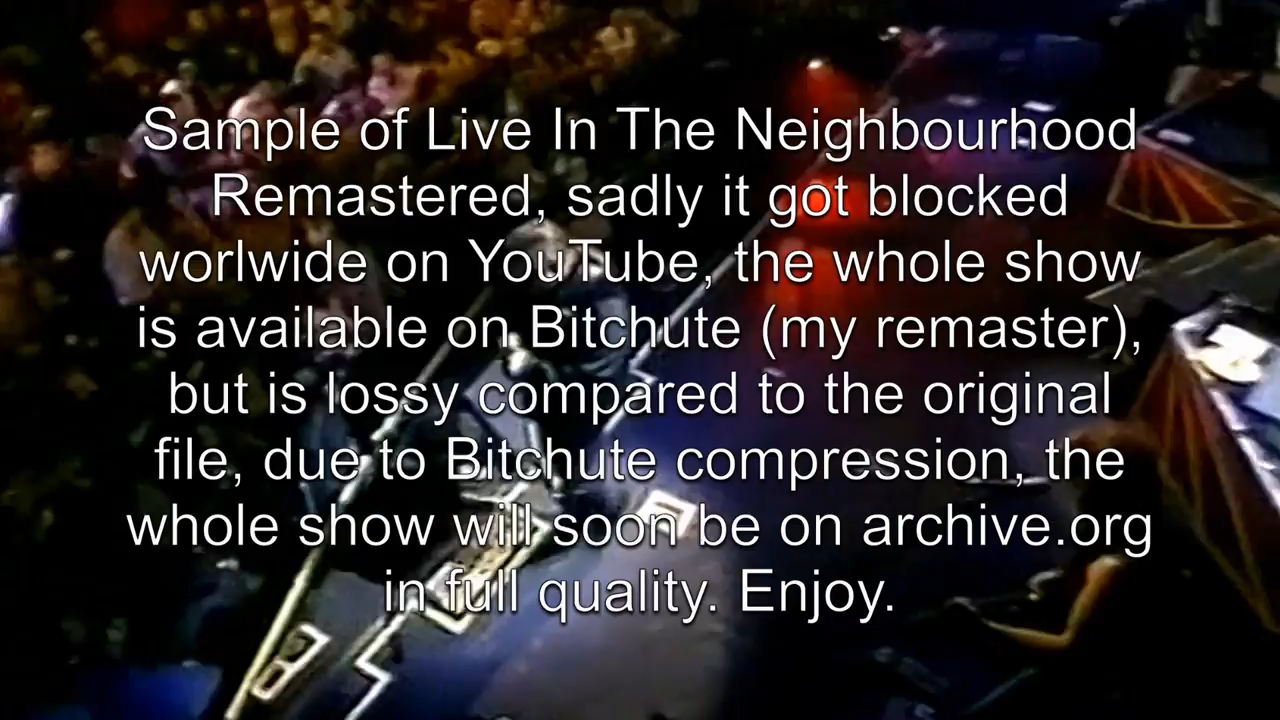 Sample of Live In The Neighbourhood
Remastered, sadly it got blocked
worlwide on YouTube, the whole show
is available on Bitchute (my remaster),
but is lossy compared to the original
file, due to Bitchute compression, the
whole show will soon be on archive.org
in full quality. Enjoy.